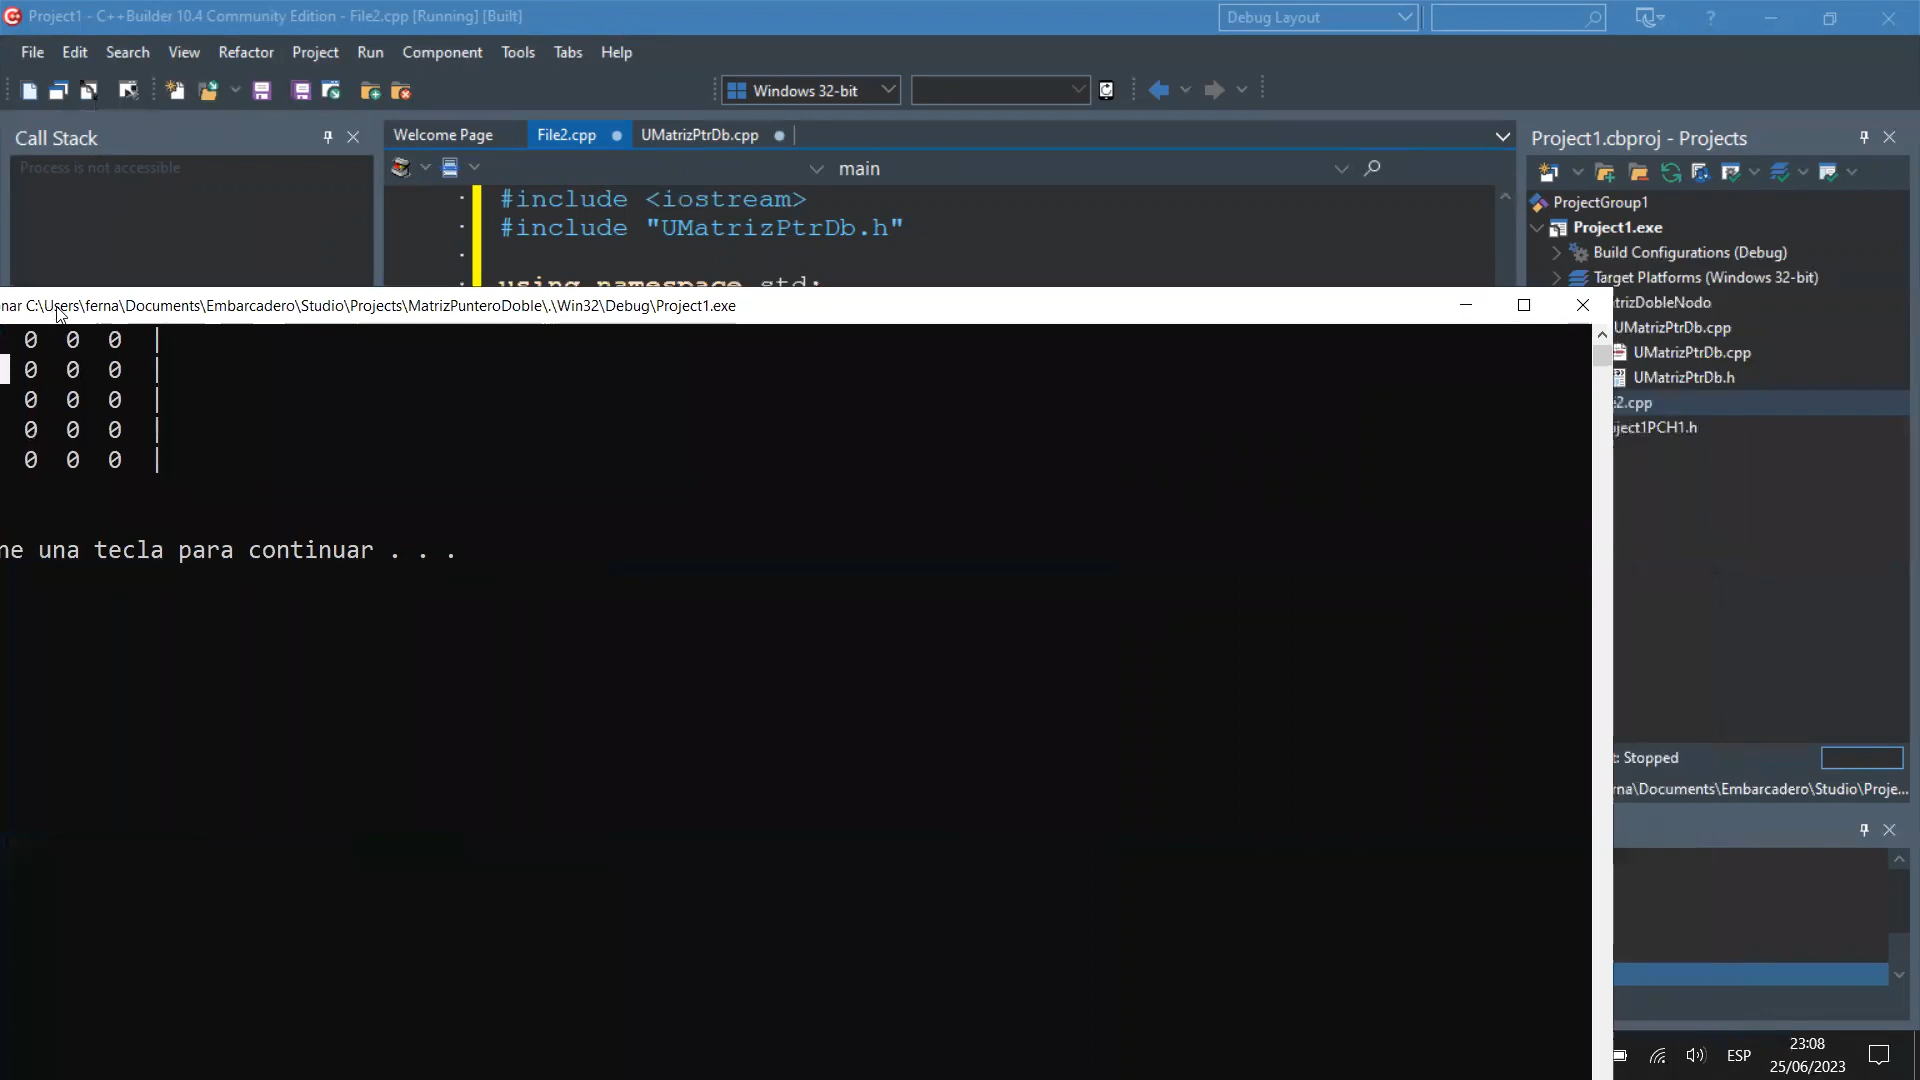 Project1 - C++Builder 10.4 Community Edition - File2.cpp [Running] [Built]
Debug Layout
File Edit Search View Refactor Project Run Component Tools Tabs Help
Windows 32-bit
Call Stack
Process is not accessible
Welcome Page File2.cpp UMatrizPtrDb.cpp
main
#include <iostream>
#include "UMatrizPtrDb.h"
using namespace std;
Project1.cbproj - Projects
ProjectGroup1
Project1.exe
Build Configurations (Debug)
Target Platforms (Windows 32-bit)
trizDobleNodo
UMatrizPtrDb.cpp
UMatrizPtrDb.cpp
UMatrizPtrDb.h
e2.cpp
ject1PCH1.h
nar C:\Users\ferna\Documents\Embarcadero\Studio\Projects\MatrizPunteroDoble\.\Win32\Debug\Project1.exe
0 0 0 |
0 0 0 |
0 0 0 |
0 0 0 |
0 0 0 |
ne una tecla para continuar . . .
t: Stopped
rna\Documents\Embarcadero\Studio\Proje...
ESP
23:08
25/06/2023